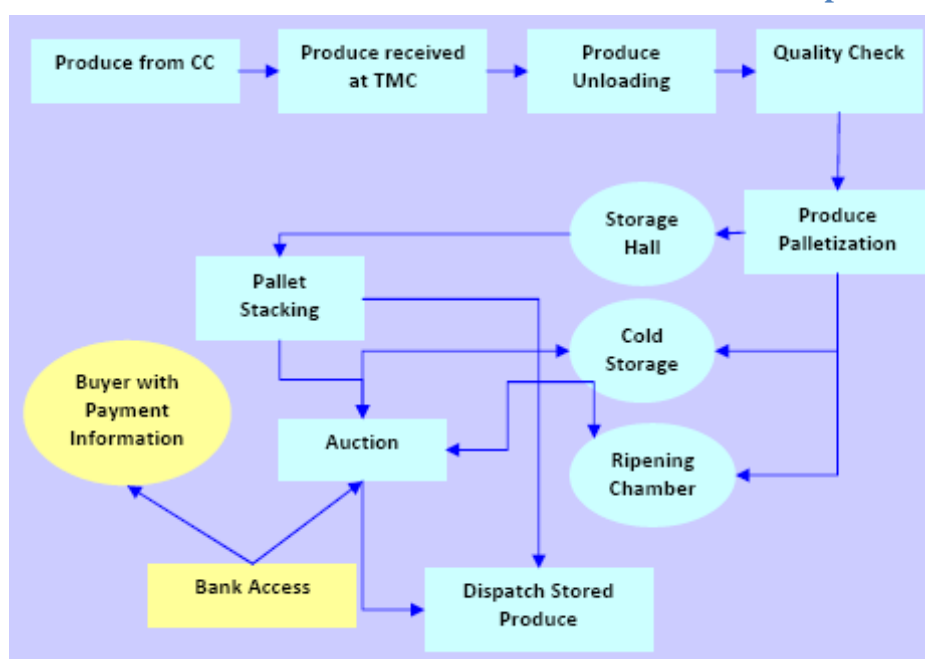 Produce from CC
Produce received
at TMC
Produce
Unloading
Quality Check
Storage
Hall
Produce
Palletization
Pallet
Stacking
Cold
Storage
Buyer with
Payment
Information
Auction
Ripening
Chamber
Bank Access
Dispatch Stored
Produce